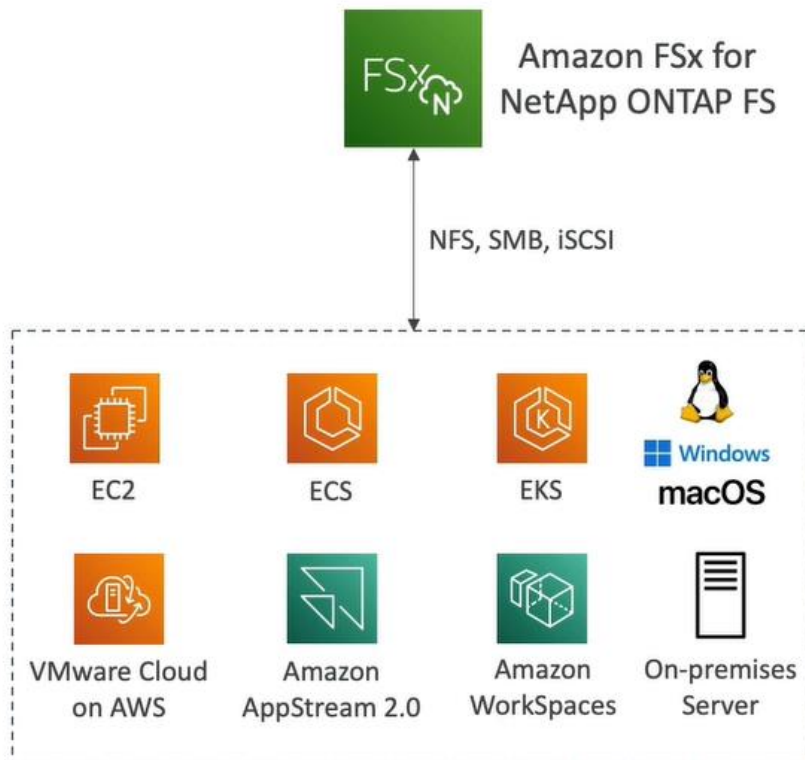 FSx
N
Amazon FSx for
NetApp ONTAP FS
NFS, SMB, iSCSI
EC2
ECS
K
EKS
Windows
macOS
VMware Cloud
on AWS
Amazon
AppStream 2.0
Amazon
WorkSpaces
On-premises
Server